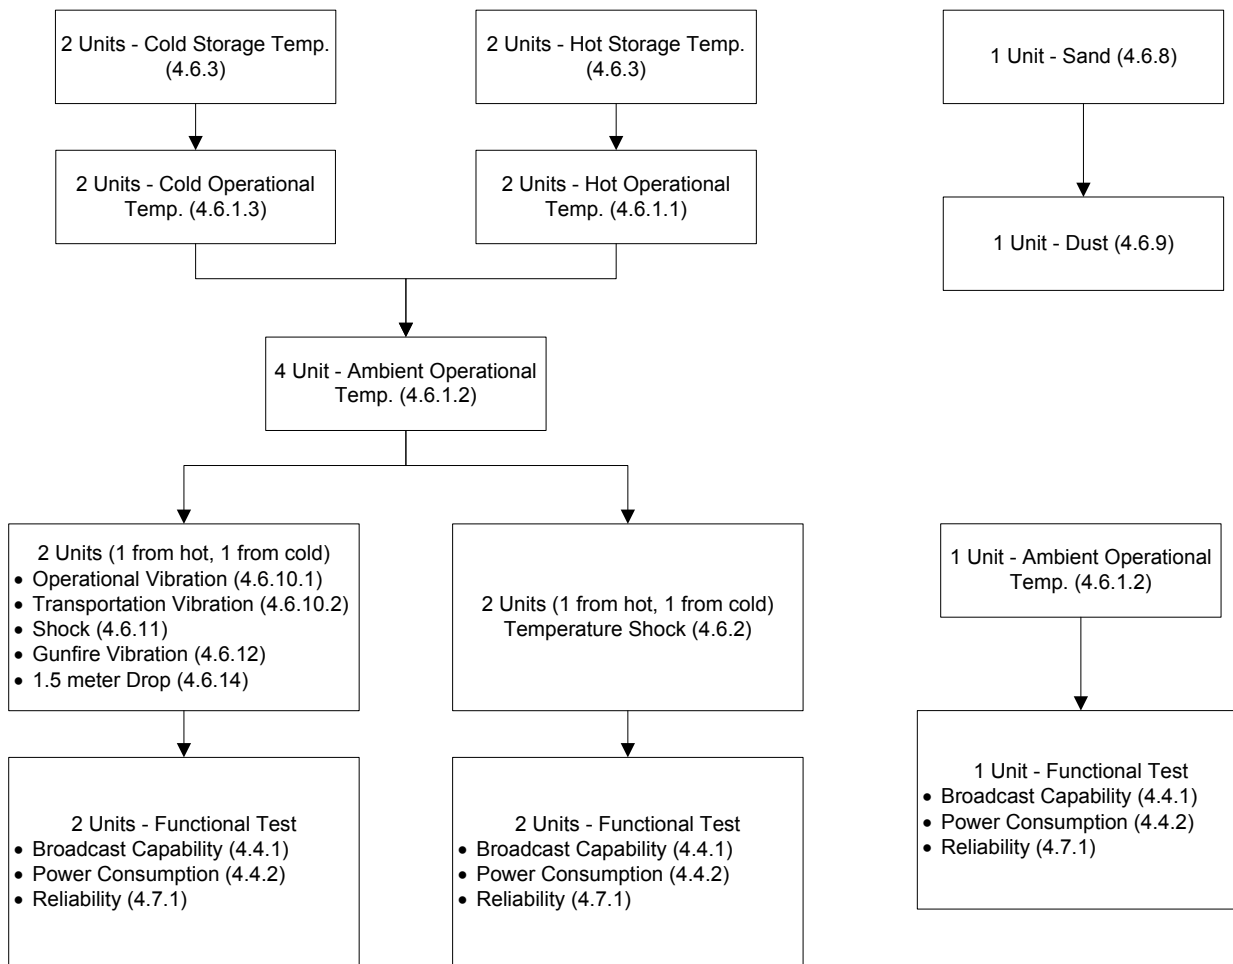 2 Units - Cold Storage Temp.
(4.6.3)
2 Units - Hot Storage Temp.
(4.6.3)
1 Unit - Sand (4.6.8)
2 Units - Cold Operational
Temp. (4.6.1.3)
2 Units - Hot Operational
Temp. (4.6.1.1)
1 Unit - Dust (4.6.9)
4 Unit - Ambient Operational
Temp. (4.6.1.2)
2 Units (1 from hot, 1 from cold)
• Operational Vibration (4.6.10.1)
• Transportation Vibration (4.6.10.2)
• Shock (4.6.11)
• Gunfire Vibration (4.6.12)
• 1.5 meter Drop (4.6.14)
2 Units (1 from hot, 1 from cold)
Temperature Shock (4.6.2)
1 Unit - Ambient Operational
Temp. (4.6.1.2)
2 Units - Functional Test
• Broadcast Capability (4.4.1)
• Power Consumption (4.4.2)
• Reliability (4.7.1)
2 Units - Functional Test
• Broadcast Capability (4.4.1)
• Power Consumption (4.4.2)
• Reliability (4.7.1)
1 Unit - Functional Test
• Broadcast Capability (4.4.1)
• Power Consumption (4.4.2)
• Reliability (4.7.1)